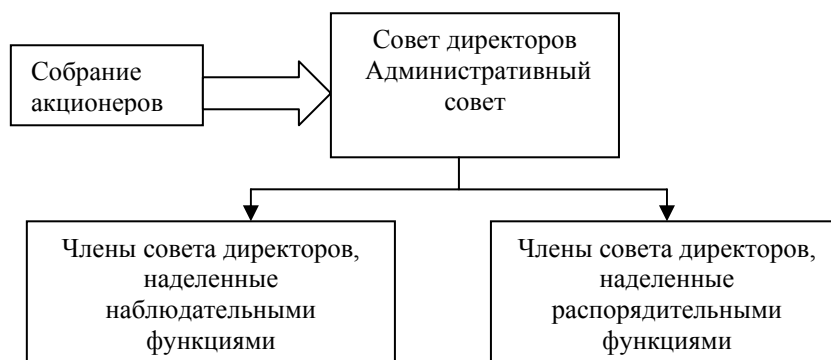 Собрание
акционеров
Совет директоров
Административный
совет
Члены совета директоров,
наделенные
наблюдательными
функциями
Члены совета директоров,
наделенные
распорядительными
функциями